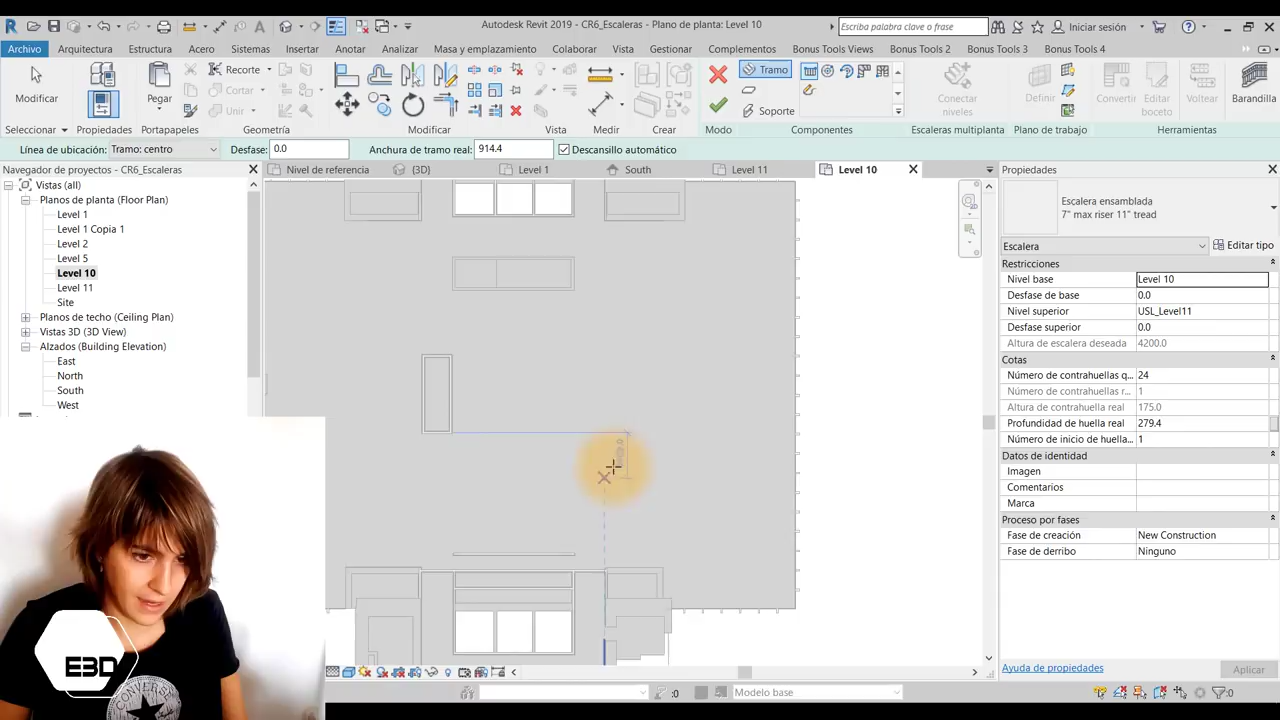 Autodesk Revit 2019 - CR6_Escaleras - Plano de planta: Level 10
Escriba palabra clave o frase
Iniciar sesión
Archivo Arquitectura Estructura Acero Sistemas Insertar Anotar Analizar Masa y emplazamiento Colaborar Vista Gestionar Complementos Bonus Tools Views Bonus Tools 2 Bonus Tools 3 Bonus Tools 4
Modificar
Pegar
Recorte
Cortar
Unir
Tramo
Soporte
Conectar niveles
Definir
Convertir
Editar boceto
Voltear
Barandilla
Seleccionar Propiedades Portapapeles Geometría Modificar Vista Medir Crear Modo Componentes Escaleras multiplanta Plano de trabajo Herramientas
Línea de ubicación: Tramo: centro Desfase: 0.0 Anchura de tramo real: 914.4 Descansillo automático
Navegador de proyectos - CR6_Escaleras
Nivel de referencia {3D} Level 1 South Level 11 Level 10
Vistas (all)
Planos de planta (Floor Plan)
Level 1
Level 1 Copia 1
Level 2
Level 5
Level 10
Level 11
Site
Planos de techo (Ceiling Plan)
Vistas 3D (3D View)
Alzados (Building Elevation)
East
North
South
West
Propiedades
Escalera ensamblada
7" max riser 11" tread
Escalera Editar tipo
Restricciones
Nivel base Level 10
Desfase de base 0.0
Nivel superior USL_Level11
Desfase superior 0.0
Altura de escalera deseada 4200.0
Cotas
Número de contrahuellas q... 24
Número de contrahuellas r... 1
Altura de contrahuella real 175.0
Profundidad de huella real 279.4
Número de inicio de huella... 1
Datos de identidad
Imagen
Comentarios
Marca
Proceso por fases
Fase de creación New Construction
Fase de derribo Ninguno
Ayuda de propiedades Aplicar
:0 Modelo base :0
E3D
CONVERSE